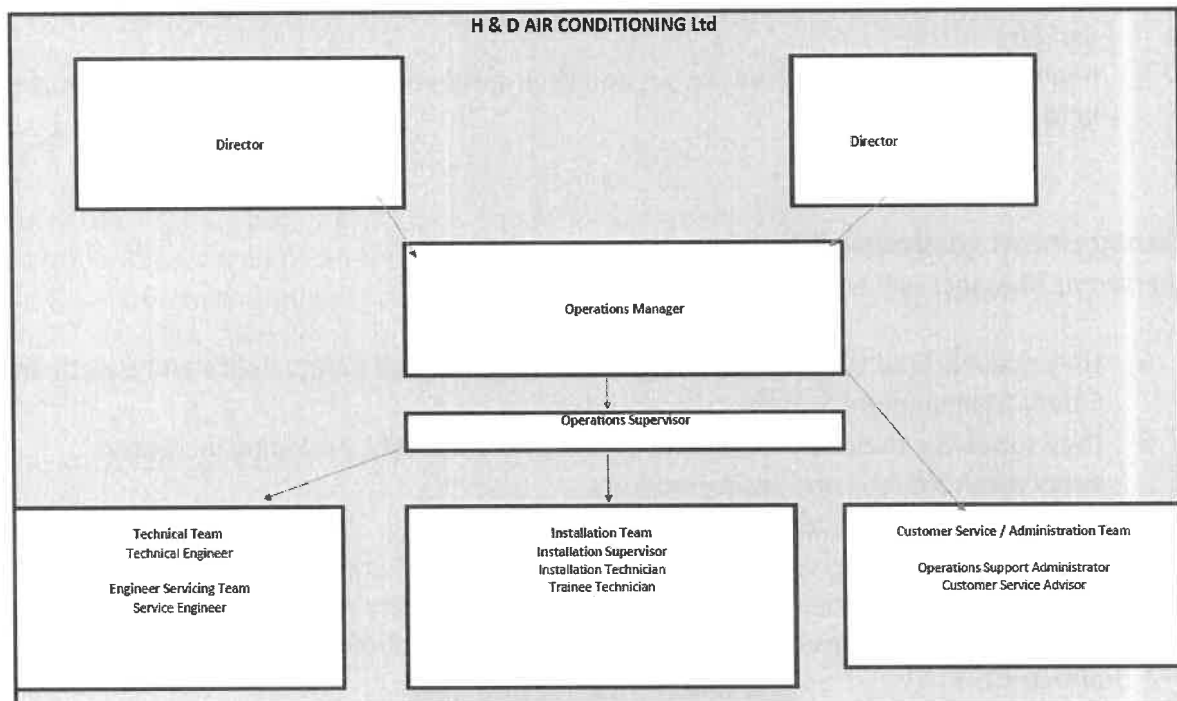 H & D AIR CONDITIONING Ltd
Director
Director
Operations Manager
Operations Supervisor
Technical Team
Technical Engineer
Engineer Servicing Team
Service Engineer
Installation Team
Installation Supervisor
Installation Technician
Trainee Technician
Customer Service / Administration Team
Operations Support Administrator
Customer Service Advisor